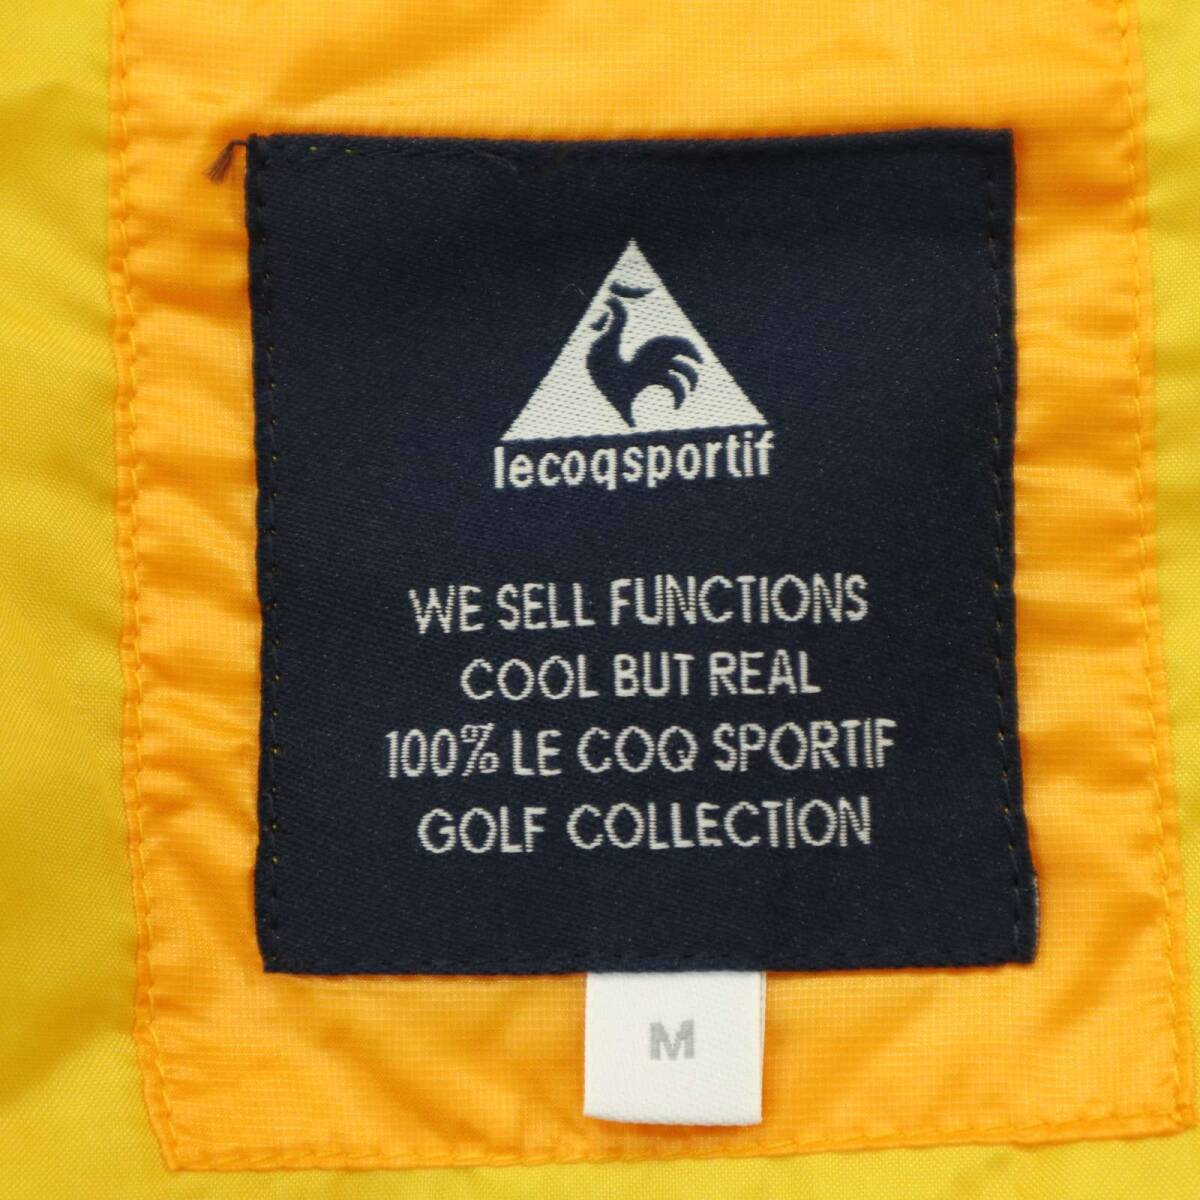 lecoqsportif
WE SELL FUNCTIONS
COOL BUT REAL
100% LE COQ SPORTIF
GOLF COLLECTION
M